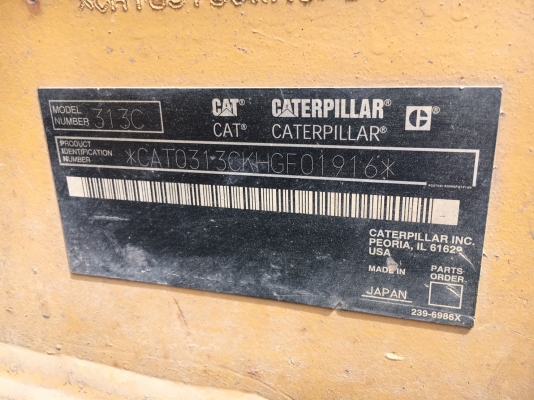 MODEL NUMBER 313C
CAT® CATERPILLAR®
CAT® CATERPILLAR®
PRODUCT IDENTIFICATION NUMBER *CAT0313CKHGF01916*
CATERPILLAR INC.
PEORIA, IL 61629
USA
MADE IN
JAPAN
PARTS ORDER
239-6986X